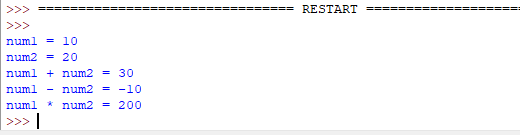 >>> ================================ RESTART ===================
>>>
num1 = 10
num2 = 20
num1 + num2 = 30
num1 - num2 = -10
num1 * num2 = 200
>>>